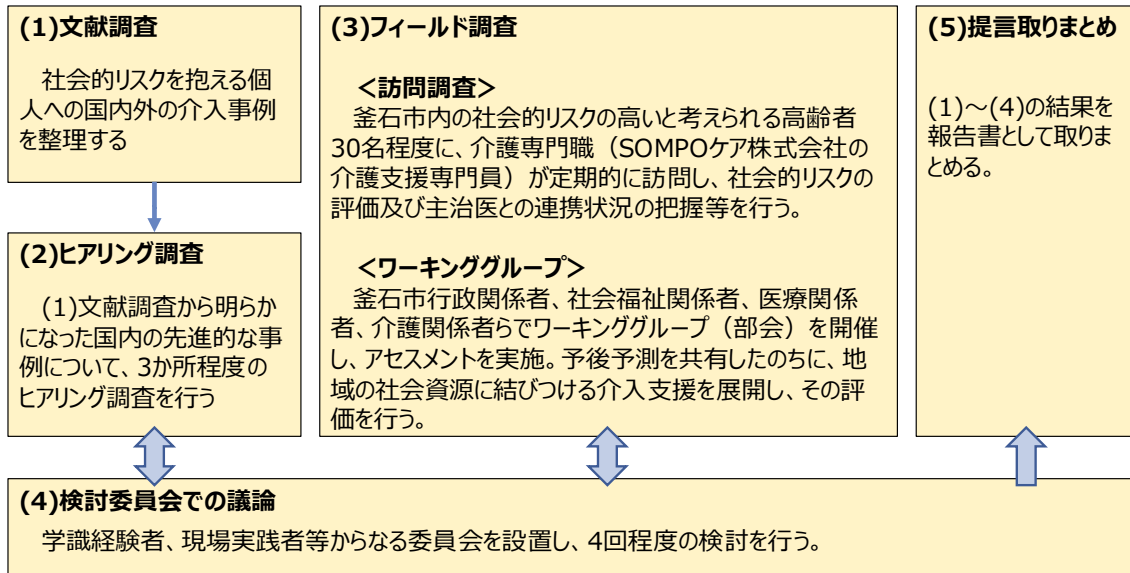 (1)文献調査
社会的リスクを抱える個
人への国内外の介入事例
を整理する
(2)ヒアリング調査
(1)文献調査から明らか
になった国内の先進的な事
例について、3か所程度の
ヒアリング調査を行う
(3)フィールド調査
＜訪問調査＞
釜石市内の社会的リスクの高いと考えられる高齢者
30名程度に、介護専門職（SOMPOケア株式会社の
介護支援専門員）が定期的に訪問し、社会的リスクの
評価及び主治医との連携状況の把握等を行う。
＜ワーキンググループ＞
釜石市行政関係者、社会福祉関係者、医療関係
者、介護関係者らでワーキンググループ（部会）を開催
し、アセスメントを実施。予後予測を共有したのちに、地
域の社会資源に結びつける介入支援を展開し、その評
価を行う。
(5)提言取りまとめ
(1)～(4)の結果を
報告書として取りま
とめる。
(4)検討委員会での議論
学識経験者、現場実践者等からなる委員会を設置し、4回程度の検討を行う。